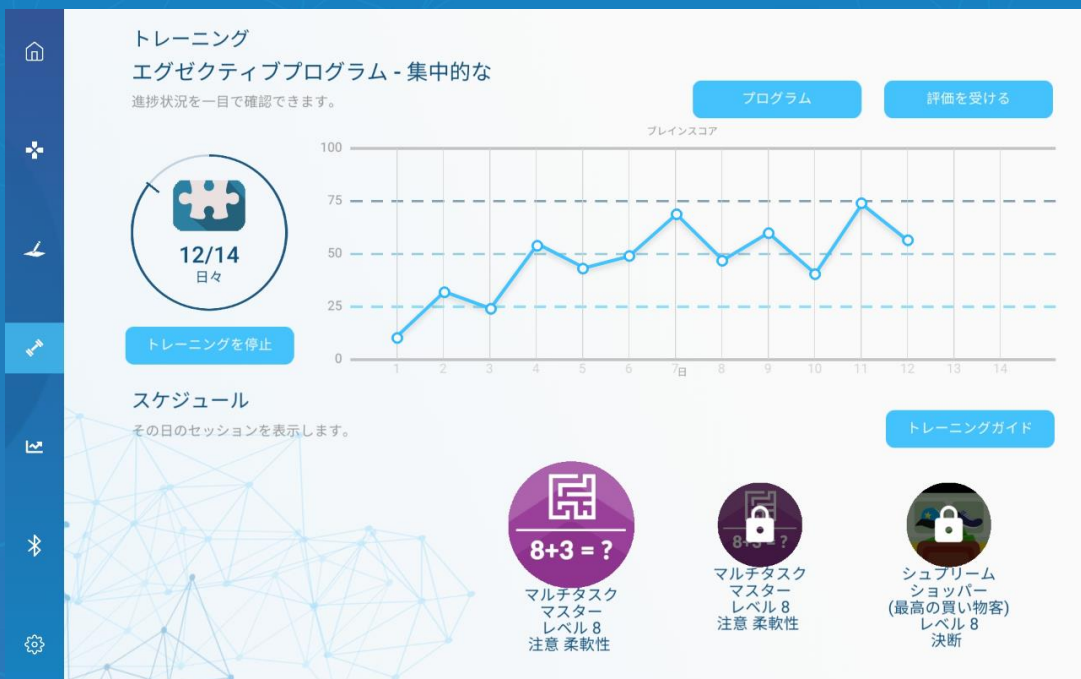 トレーニング
エグゼクティブプログラム - 集中的な
進捗状況を一目で確認できます。
プログラム
評価を受ける
ブレインスコア
100
75
50
25
0
1 2 3 4 5 6 7 8 9 10 11 12 13 14
日
12/14
日々
トレーニングを停止
スケジュール
その日のセッションを表示します。
トレーニングガイド
8+3 = ?
マルチタスク
マスター
レベル 8
注意 柔軟性
8+3 = ?
マルチタスク
マスター
レベル 8
注意 柔軟性
シュプリーム
ショッパー
(最高の買い物客)
レベル 8
決断